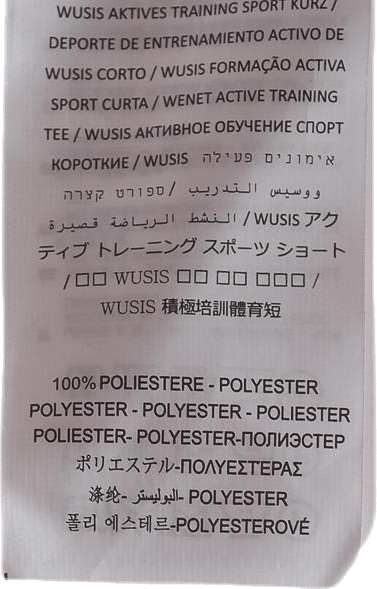 WUSIS AKTIVES TRAINING SPORT KURZ /
DEPORTE DE ENTRENAMIENTO ACTIVO DE
WUSIS CORTO / WUSIS FORMAÇÃO ACTIVA
SPORT CURTA / WENET ACTIVE TRAINING
TEE / WUSIS АКТИВНОЕ ОБУЧЕНИЕ СПОРТ
КОРОТКИЕ / WUSIS אימונים פעילה
ווסיס التدريب / ספורט קצרה
النشط الرياضة قصيرة / WUSIS アク
ティブ トレーニング スポーツ ショート
/ □□ WUSIS □□ □□ □□□ /
WUSIS 積極培訓體育短
100% POLIESTERE - POLYESTER
POLYESTER - POLYESTER - POLIESTER
POLIESTER- POLYESTER-ПОЛИЭСТЕР
ポリエステル-ΠΟΛΥΕΣΤΕΡΑΣ
涤纶- البوليستر- POLYESTER
폴리 에스테르-POLYESTEROVÉ